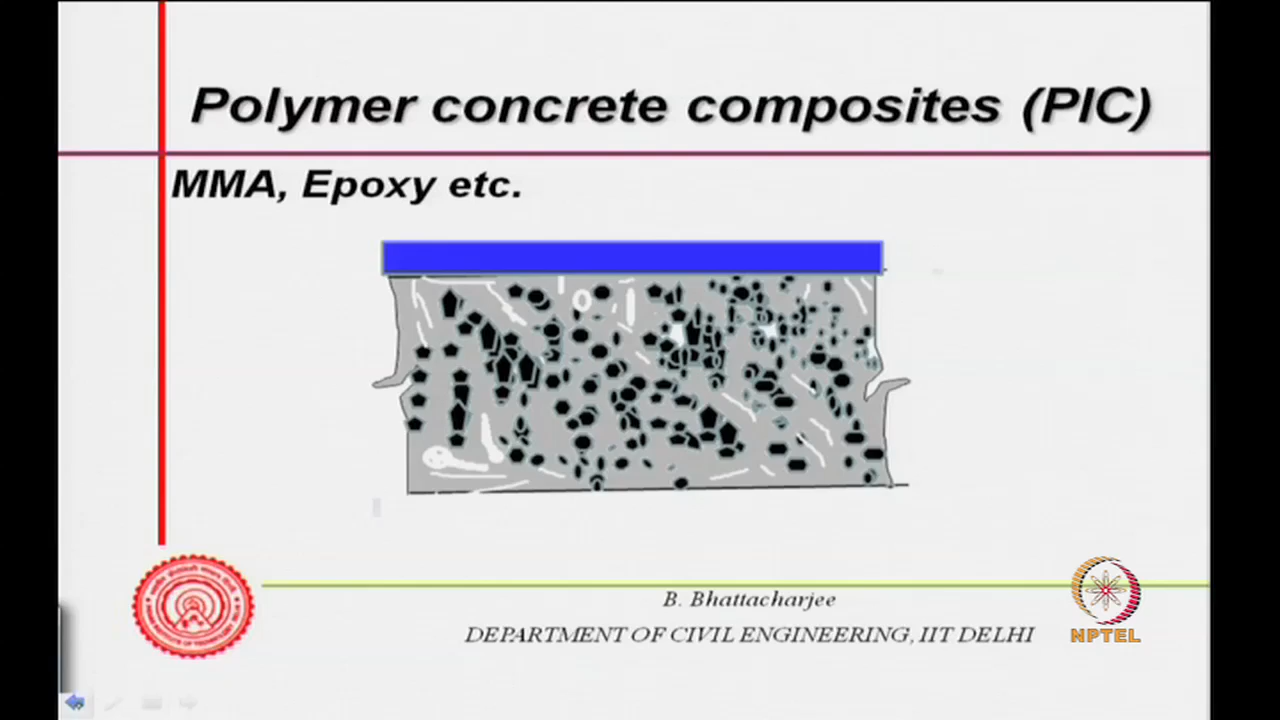 Polymer concrete composites (PIC)
MMA, Epoxy etc.
B. Bhattacharjee
DEPARTMENT OF CIVIL ENGINEERING, IIT DELHI
NPTEL